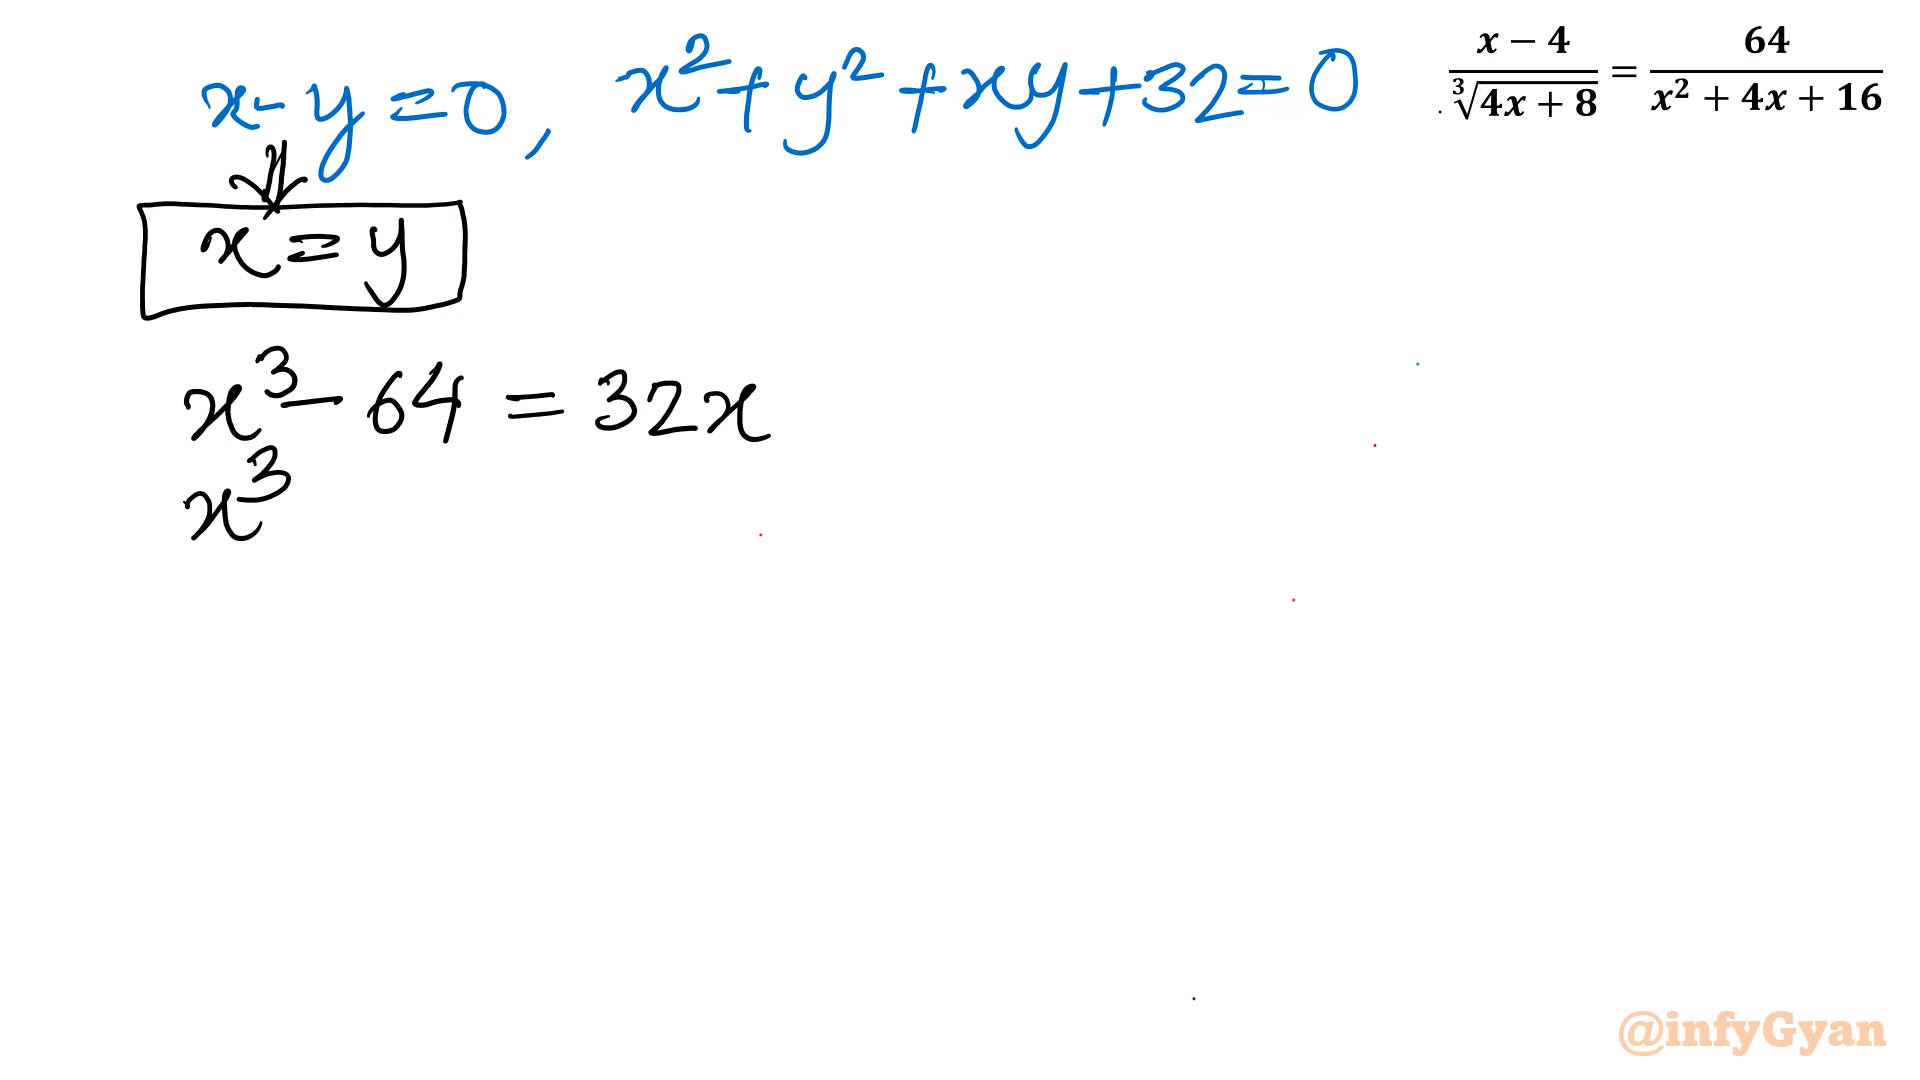 x - y = 0, x² + y² + xy + 32 = 0
x = y
x³ - 64 = 32x
x³
x - 4 / ∛(4x + 8) = 64 / x² + 4x + 16
@infyGyan